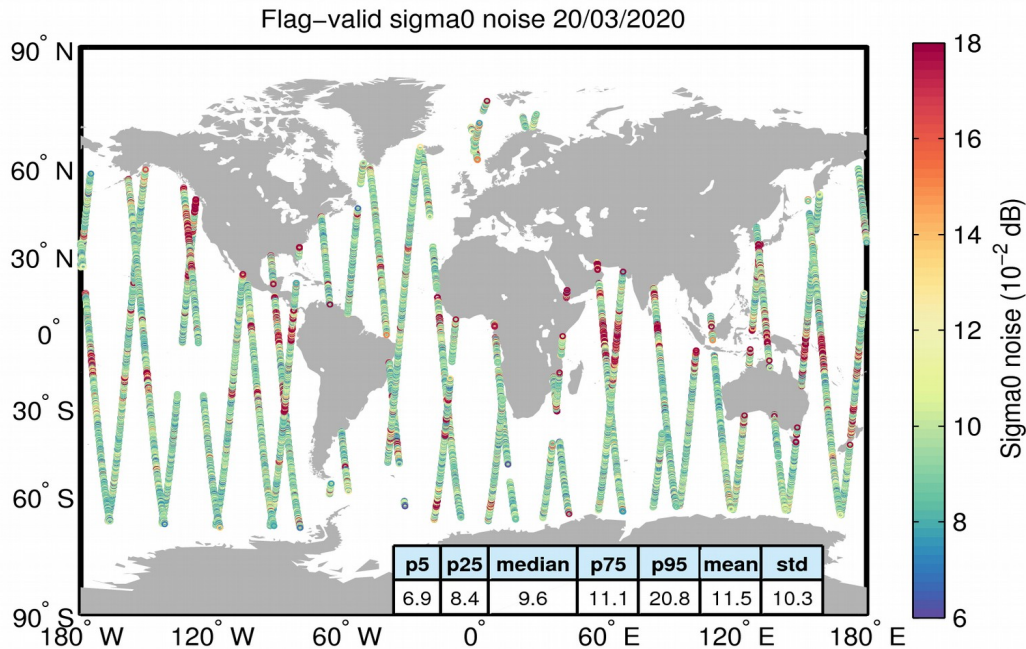 Flag-valid sigma0 noise 20/03/2020
90° N
60° N
30° N
0°
30° S
60° S
90° S
180° W
120° W
60° W
0°
60° E
120° E
180° E
p5 p25 median p75 p95 mean std
6.9 8.4 9.6 11.1 20.8 11.5 10.3
18
16
14
12
10
8
6
Sigma0 noise (10⁻² dB)